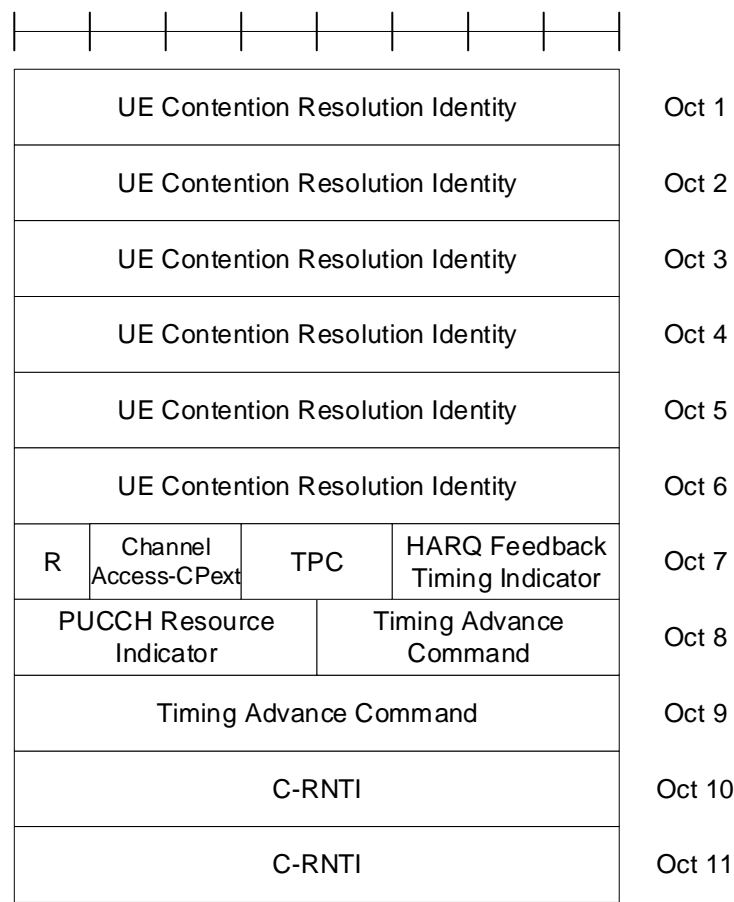 UE Contention Resolution Identity Oct 1
UE Contention Resolution Identity Oct 2
UE Contention Resolution Identity Oct 3
UE Contention Resolution Identity Oct 4
UE Contention Resolution Identity Oct 5
UE Contention Resolution Identity Oct 6
R
Channel
Access-CPext
TPC
HARQ Feedback
Timing Indicator
Oct 7
PUCCH Resource
Indicator
Timing Advance
Command
Oct 8
Timing Advance Command Oct 9
C-RNTI Oct 10
C-RNTI Oct 11